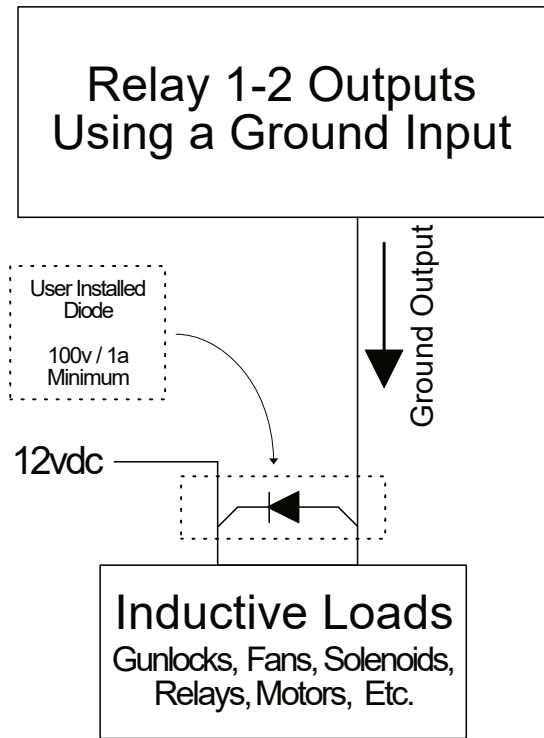 Relay 1-2 Outputs
Using a Ground Input
Ground Output
User Installed
Diode
100v / 1a
Minimum
12vdc
Inductive Loads
Gunlocks, Fans, Solenoids,
Relays, Motors, Etc.